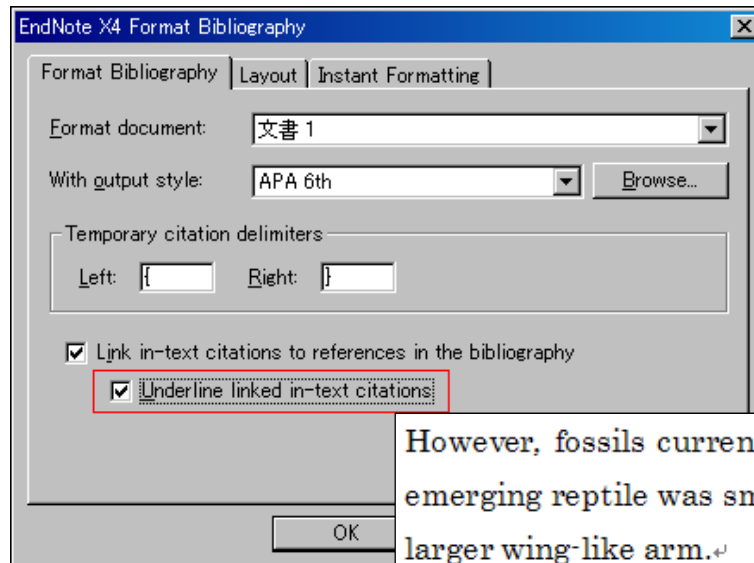 EndNote X4 Format Bibliography
Format Bibliography Layout Instant Formatting
Format document: 文書 1
With output style: APA 6th Browse...
Temporary citation delimiters
Left: { Right: }
Link in-text citations to references in the bibliography
Underline linked in-text citations
OK
However, fossils curren
emerging reptile was sm
larger wing-like arm.↵